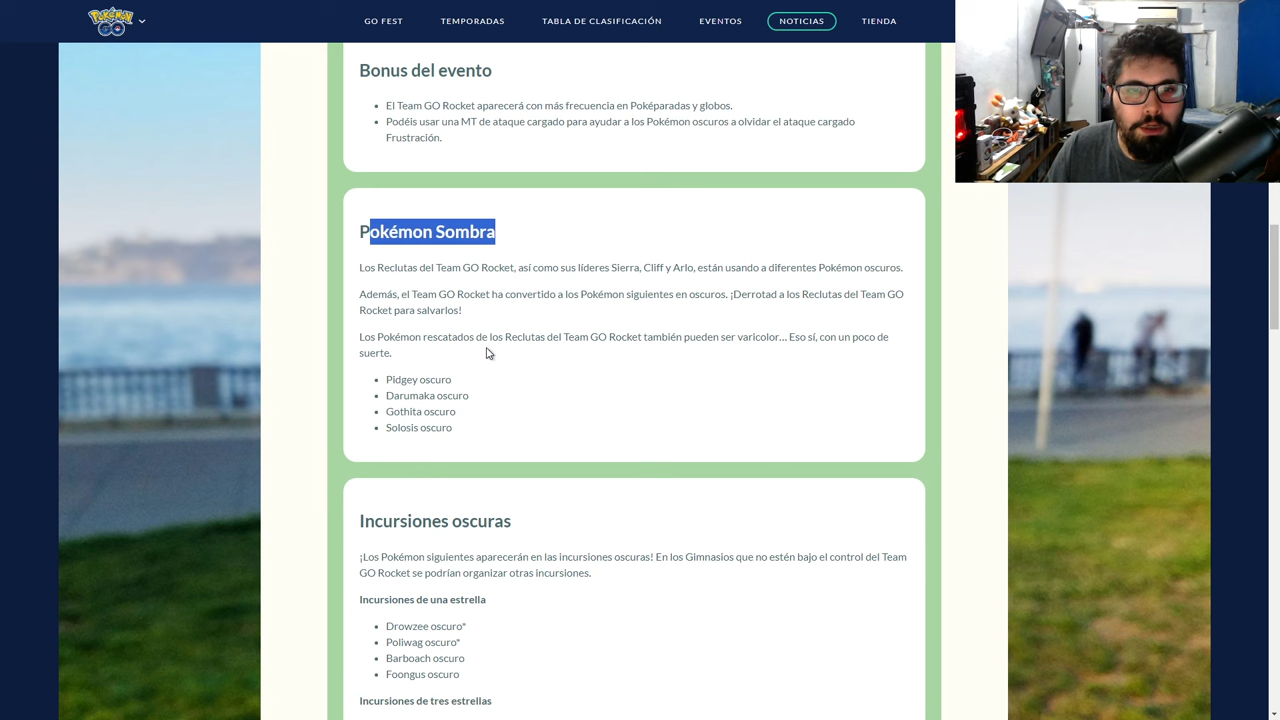 Pokémon
GO
GO FEST
TEMPORADAS
TABLA DE CLASIFICACIÓN
EVENTOS
NOTICIAS
TIENDA
Bonus del evento
El Team GO Rocket aparecerá con más frecuencia en Poképaradas y globos.
Podéis usar una MT de ataque cargado para ayudar a los Pokémon oscuros a olvidar el ataque cargado
Frustración.
Pokémon Sombra
Los Reclutas del Team GO Rocket, así como sus líderes Sierra, Cliff y Arlo, están usando a diferentes Pokémon oscuros.
Además, el Team GO Rocket ha convertido a los Pokémon siguientes en oscuros. ¡Derrotad a los Reclutas del Team GO
Rocket para salvarlos!
Los Pokémon rescatados de los Reclutas del Team GO Rocket también pueden ser varicolor... Eso sí, con un poco de
suerte.
Pidgey oscuro
Darumaka oscuro
Gothita oscuro
Solosis oscuro
Incursiones oscuras
¡Los Pokémon siguientes aparecerán en las incursiones oscuras! En los Gimnasios que no estén bajo el control del Team
GO Rocket se podrían organizar otras incursiones.
Incursiones de una estrella
Drowzee oscuro*
Poliwag oscuro*
Barboach oscuro
Foongus oscuro
Incursiones de tres estrellas